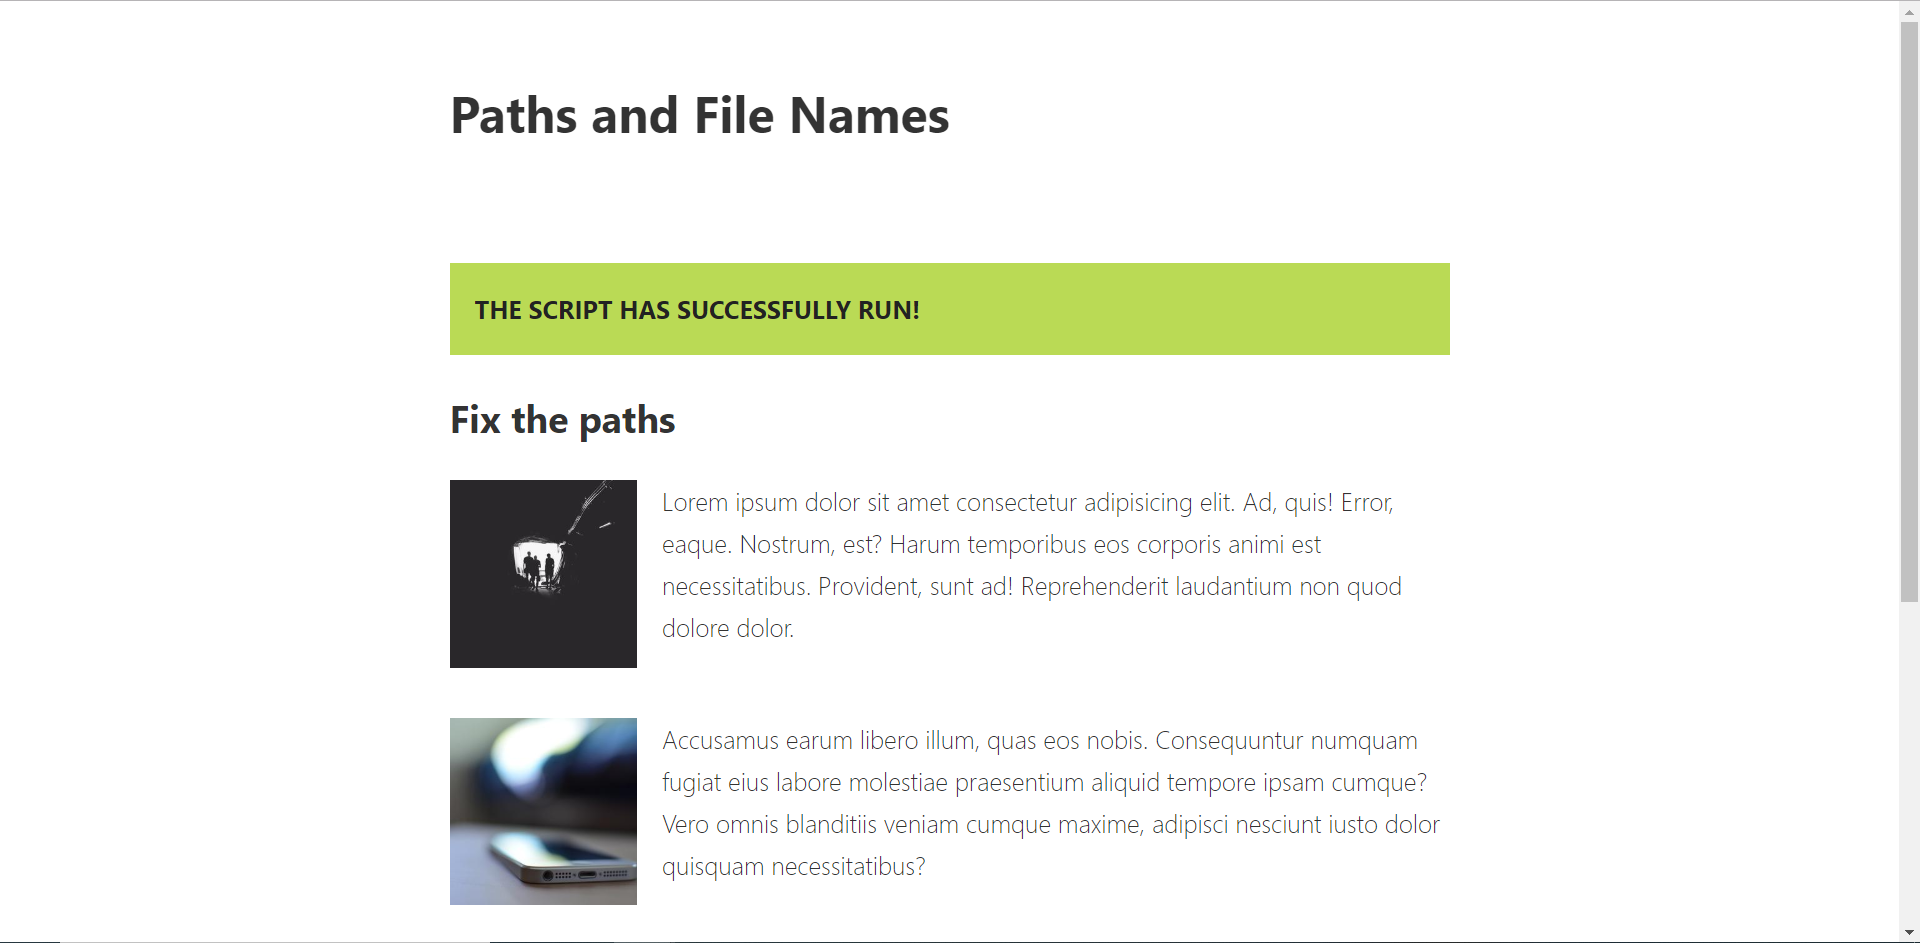 Paths and File Names
THE SCRIPT HAS SUCCESSFULLY RUN!
Fix the paths
Lorem ipsum dolor sit amet consectetur adipisicing elit. Ad, quis! Error,
eaque. Nostrum, est? Harum temporibus eos corporis animi est
necessitatibus. Provident, sunt ad! Reprehenderit laudantium non quod
dolore dolor.
Accusamus earum libero illum, quas eos nobis. Consequuntur numquam
fugiat eius labore molestiae praesentium aliquid tempore ipsam cumque?
Vero omnis blanditiis veniam cumque maxime, adipisci nesciunt iusto dolor
quisquam necessitatibus?